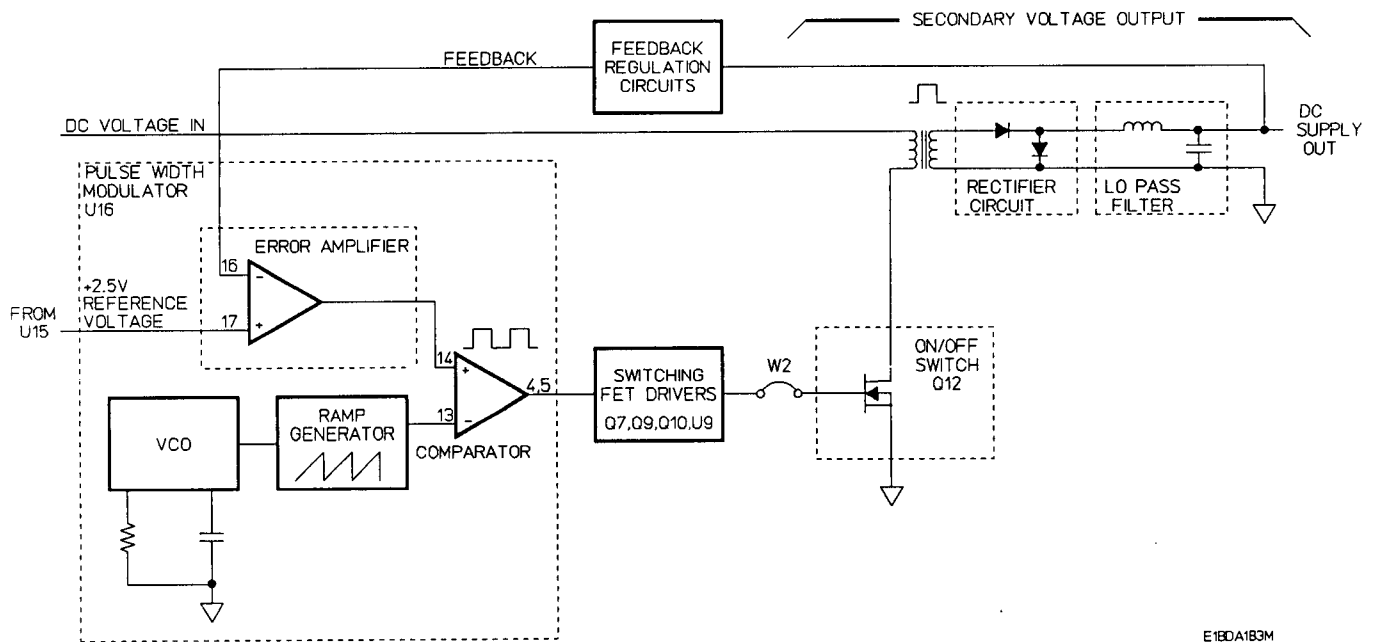 SECONDARY VOLTAGE OUTPUT
FEEDBACK
FEEDBACK
REGULATION
CIRCUITS
DC VOLTAGE IN
DC
SUPPLY
OUT
PULSE WIDTH
MODULATOR
U16
RECTIFIER
CIRCUIT
LO PASS
FILTER
ERROR AMPLIFIER
16
-
+2.5V
REFERENCE
VOLTAGE
FROM
U15
17
+
14
+
4,5
13
-
COMPARATOR
SWITCHING
FET DRIVERS
Q7,Q9,Q10,U9
W2
ON/OFF
SWITCH
Q12
VCO
RAMP
GENERATOR
E1BDA1B3M